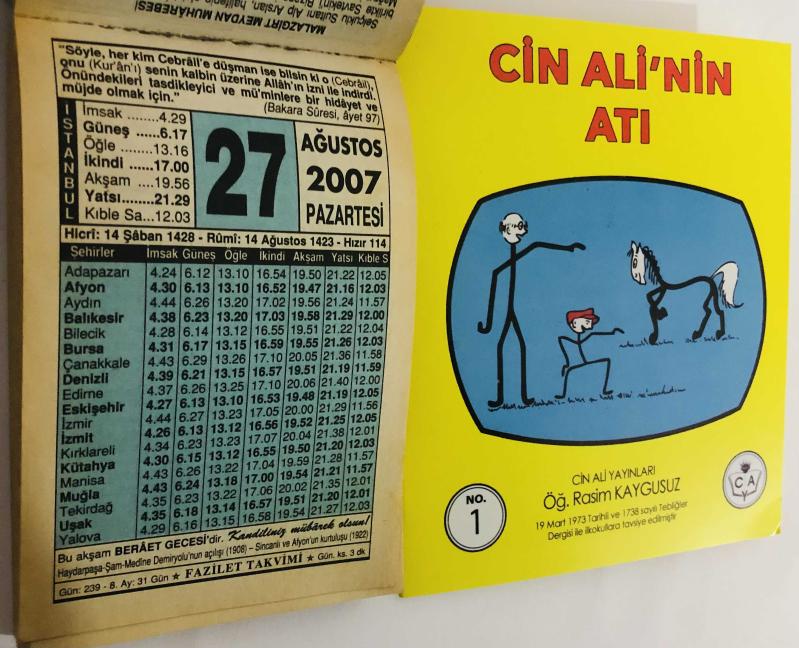 MALAZGİRT MEYDAN MUHÂREBESİ
Selçuklu Sultanı Alp Arslan, halifenin
birlikte Savtekin'i
"Söyle, her kim Cebrâil'e düşman ise bilsin ki o (Cebrâil),
onu (Kur'ân'ı) senin kalbin üzerine Allâh'ın izni ile indirdi.
Önündekileri tasdikleyici ve mü'minlere bir hidâyet ve
müjde olmak için."
(Bakara Sûresi, âyet 97)
İSTANBUL
İmsak .........4.29
Güneş ......6.17
Öğle .........13.16
İkindi ......17.00
Akşam ....19.56
Yatsı.......21.29
Kıble Sa...12.03
27
AĞUSTOS
2007
PAZARTESİ
Hicrî: 14 Şâban 1428 - Rûmî: 14 Ağustos 1423 - Hızır 114
Şehirler İmsak Güneş Öğle İkindi Akşam Yatsı Kıble S
Adapazarı 4.24 6.12 13.10 16.54 19.50 21.22 12.05
Afyon 4.30 6.13 13.10 16.52 19.47 21.16 12.03
Aydın 4.44 6.26 13.20 17.02 19.56 21.24 11.57
Balıkesir 4.38 6.23 13.20 17.03 19.58 21.29 12.00
Bilecik 4.28 6.14 13.12 16.55 19.51 21.22 12.04
Bursa 4.31 6.17 13.15 16.59 19.55 21.26 12.03
Çanakkale 4.43 6.29 13.26 17.10 20.05 21.36 11.58
Denizli 4.39 6.21 13.15 16.57 19.51 21.19 11.59
Edirne 4.37 6.26 13.25 17.10 20.06 21.40 12.00
Eskişehir 4.27 6.13 13.10 16.53 19.48 21.19 12.05
İzmir 4.44 6.27 13.23 17.05 20.00 21.29 11.56
İzmit 4.26 6.13 13.12 16.56 19.52 21.25 12.05
Kırklareli 4.34 6.23 13.23 17.07 20.04 21.38 12.01
Kütahya 4.30 6.15 13.12 16.55 19.50 21.20 12.03
Manisa 4.43 6.26 13.22 17.04 19.59 21.28 11.57
Muğla 4.43 6.24 13.18 17.00 19.54 21.21 11.57
Tekirdağ 4.35 6.23 13.22 17.06 20.02 21.35 12.01
Uşak 4.35 6.18 13.14 16.57 19.51 21.20 12.01
Yalova 4.29 6.16 13.15 16.58 19.54 21.27 12.03
Bu akşam BERÂET GECESİ'dir. Kandiliniz mübârek olsun!
Haydarpaşa-Şam-Medîne Demiryolu'nun açılışı (1908) – Sincanlı ve Afyon'un kurtuluşu (1922)
Gün: 239 - 8. Ay: 31 Gün ★ FAZİLET TAKVİMİ ★ Gün. ks. 3 dk
CİN ALİ'NİN
ATI
CİN ALİ YAYINLARI
Öğ. Rasim KAYGUSUZ
19 Mart 1973 Tarihli ve 1738 sayılı Tebliğler
Dergisi ile ilkokullara tavsiye edilmiştir
NO.
1
C A